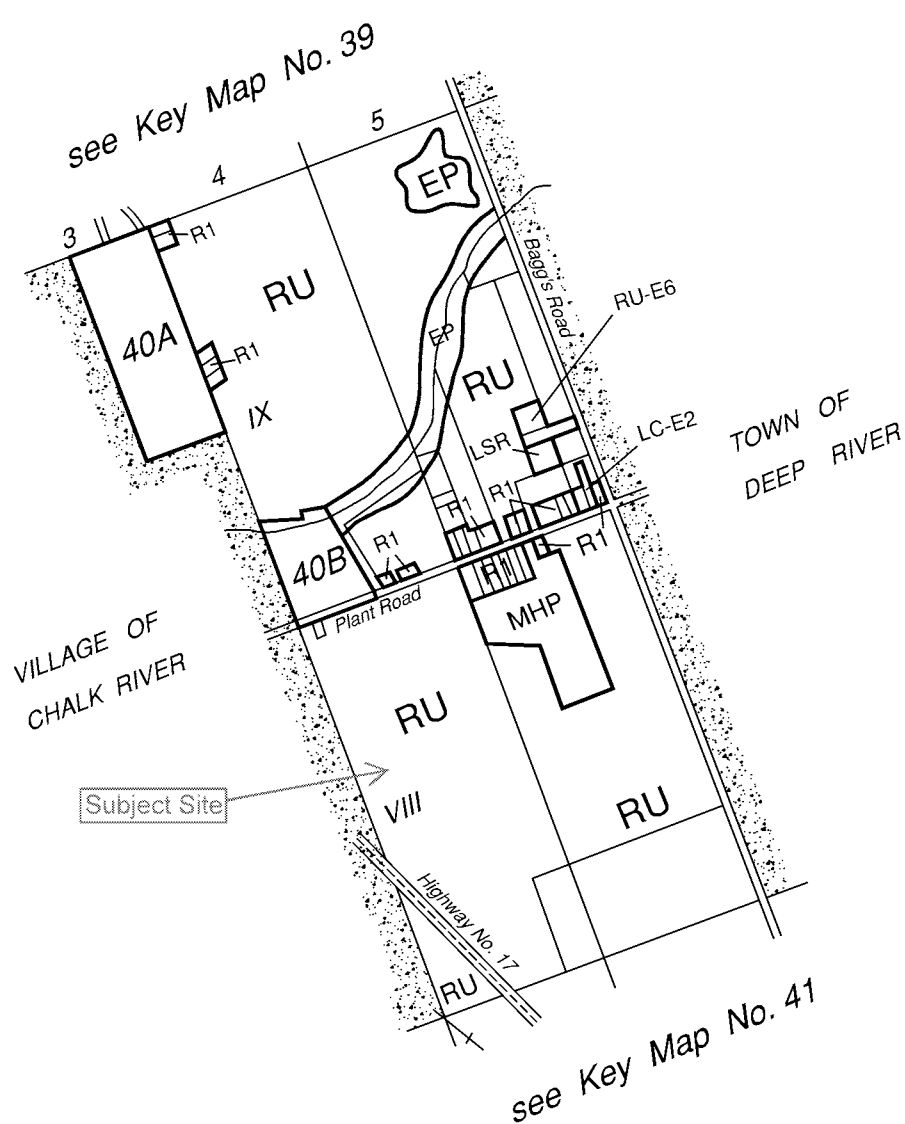 see Key Map No. 39
5
4
3
EP
R1
RU
Bagg's Road
RU-E6
40A
EP
R1
RU
IX
LC-E2
TOWN OF
DEEP RIVER
LSR
R1
R1
R1
40B
R1
R1
Plant Road
MHP
VILLAGE OF
CHALK RIVER
RU
Subject Site
VIII
RU
Highway No. 17
RU
see Key Map No. 41